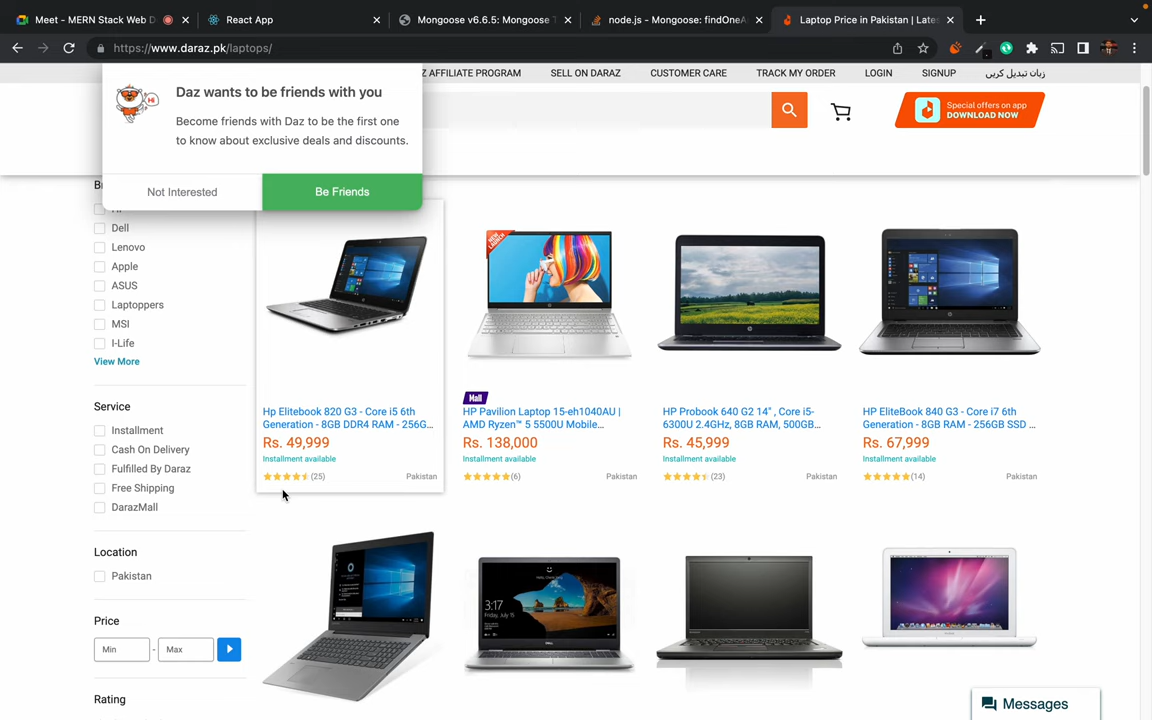 Meet - MERN Stack Web D
React App
Mongoose v6.6.5: Mongoose
node.js - Mongoose: findOneA
Laptop Price in Pakistan | Late
https://www.daraz.pk/laptops/
Z AFFILIATE PROGRAM
SELL ON DARAZ
CUSTOMER CARE
TRACK MY ORDER
LOGIN
SIGNUP
زبان تبدیل کریں
Hi
Daz wants to be friends with you
Become friends with Daz to be the first one
to know about exclusive deals and discounts.
Not Interested
Be Friends
Special offers on app
DOWNLOAD NOW
Dell
Lenovo
Apple
ASUS
Laptoppers
MSI
I-Life
View More
Service
Installment
Cash On Delivery
Fulfilled By Daraz
Free Shipping
DarazMall
Location
Pakistan
Price
Min
-
Max
Rating
Hp Elitebook 820 G3 - Core i5 6th
Generation - 8GB DDR4 RAM - 256G...
Rs. 49,999
Installment available
(25)
Pakistan
NEW LAUNCH
Mall
HP Pavilion Laptop 15-eh1040AU |
AMD Ryzen™ 5 5500U Mobile...
Rs. 138,000
Installment available
(6)
Pakistan
HP Probook 640 G2 14" , Core i5-
6300U 2.4GHz, 8GB RAM, 500GB...
Rs. 45,999
Installment available
(23)
Pakistan
HP EliteBook 840 G3 - Core i7 6th
Generation - 8GB RAM - 256GB SSD ...
Rs. 67,999
Installment available
(14)
Pakistan
3:17
Friday, July 15
Messages